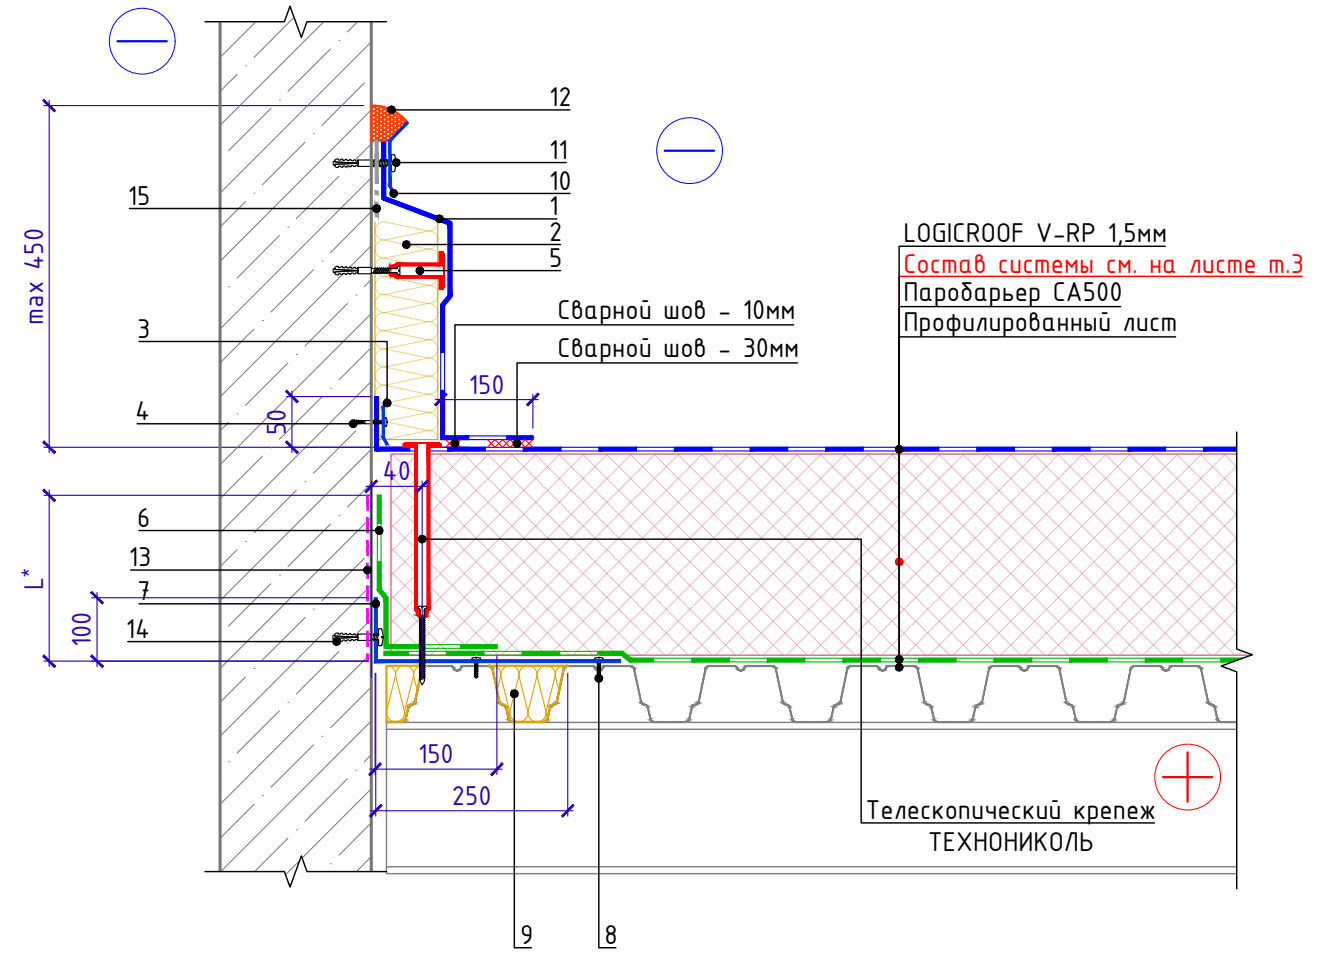 12
11
10
15
1
2
5
max 450
3
Сварной шов - 10мм
Сварной шов - 30мм
150
4
50
LOGICROOF V-RP 1,5мм
Состав системы см. на листе т.3
Паробарьер СА500
Профилированный лист
40
6
13
L*
7
100
14
150
250
Телескопический крепеж
ТЕХНОНИКОЛЬ
9
8